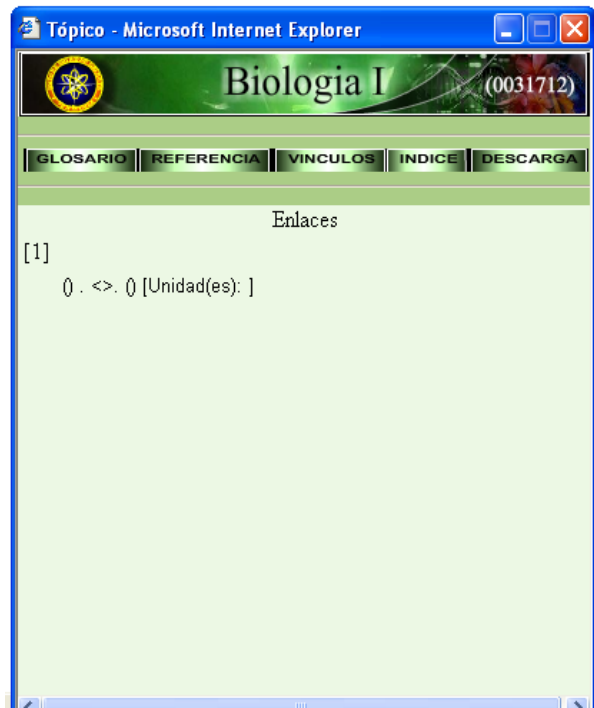 Tópico - Microsoft Internet Explorer
Biologia I (0031712)
GLOSARIO REFERENCIA VINCULOS INDICE DESCARGA
Enlaces
[1]
() . <>. () [Unidad(es): ]